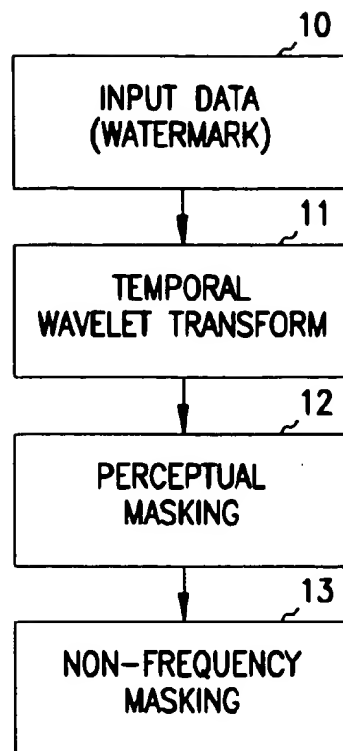 10
INPUT DATA
(WATERMARK)
11
TEMPORAL
WAVELET TRANSFORM
12
PERCEPTUAL
MASKING
13
NON-FREQUENCY
MASKING